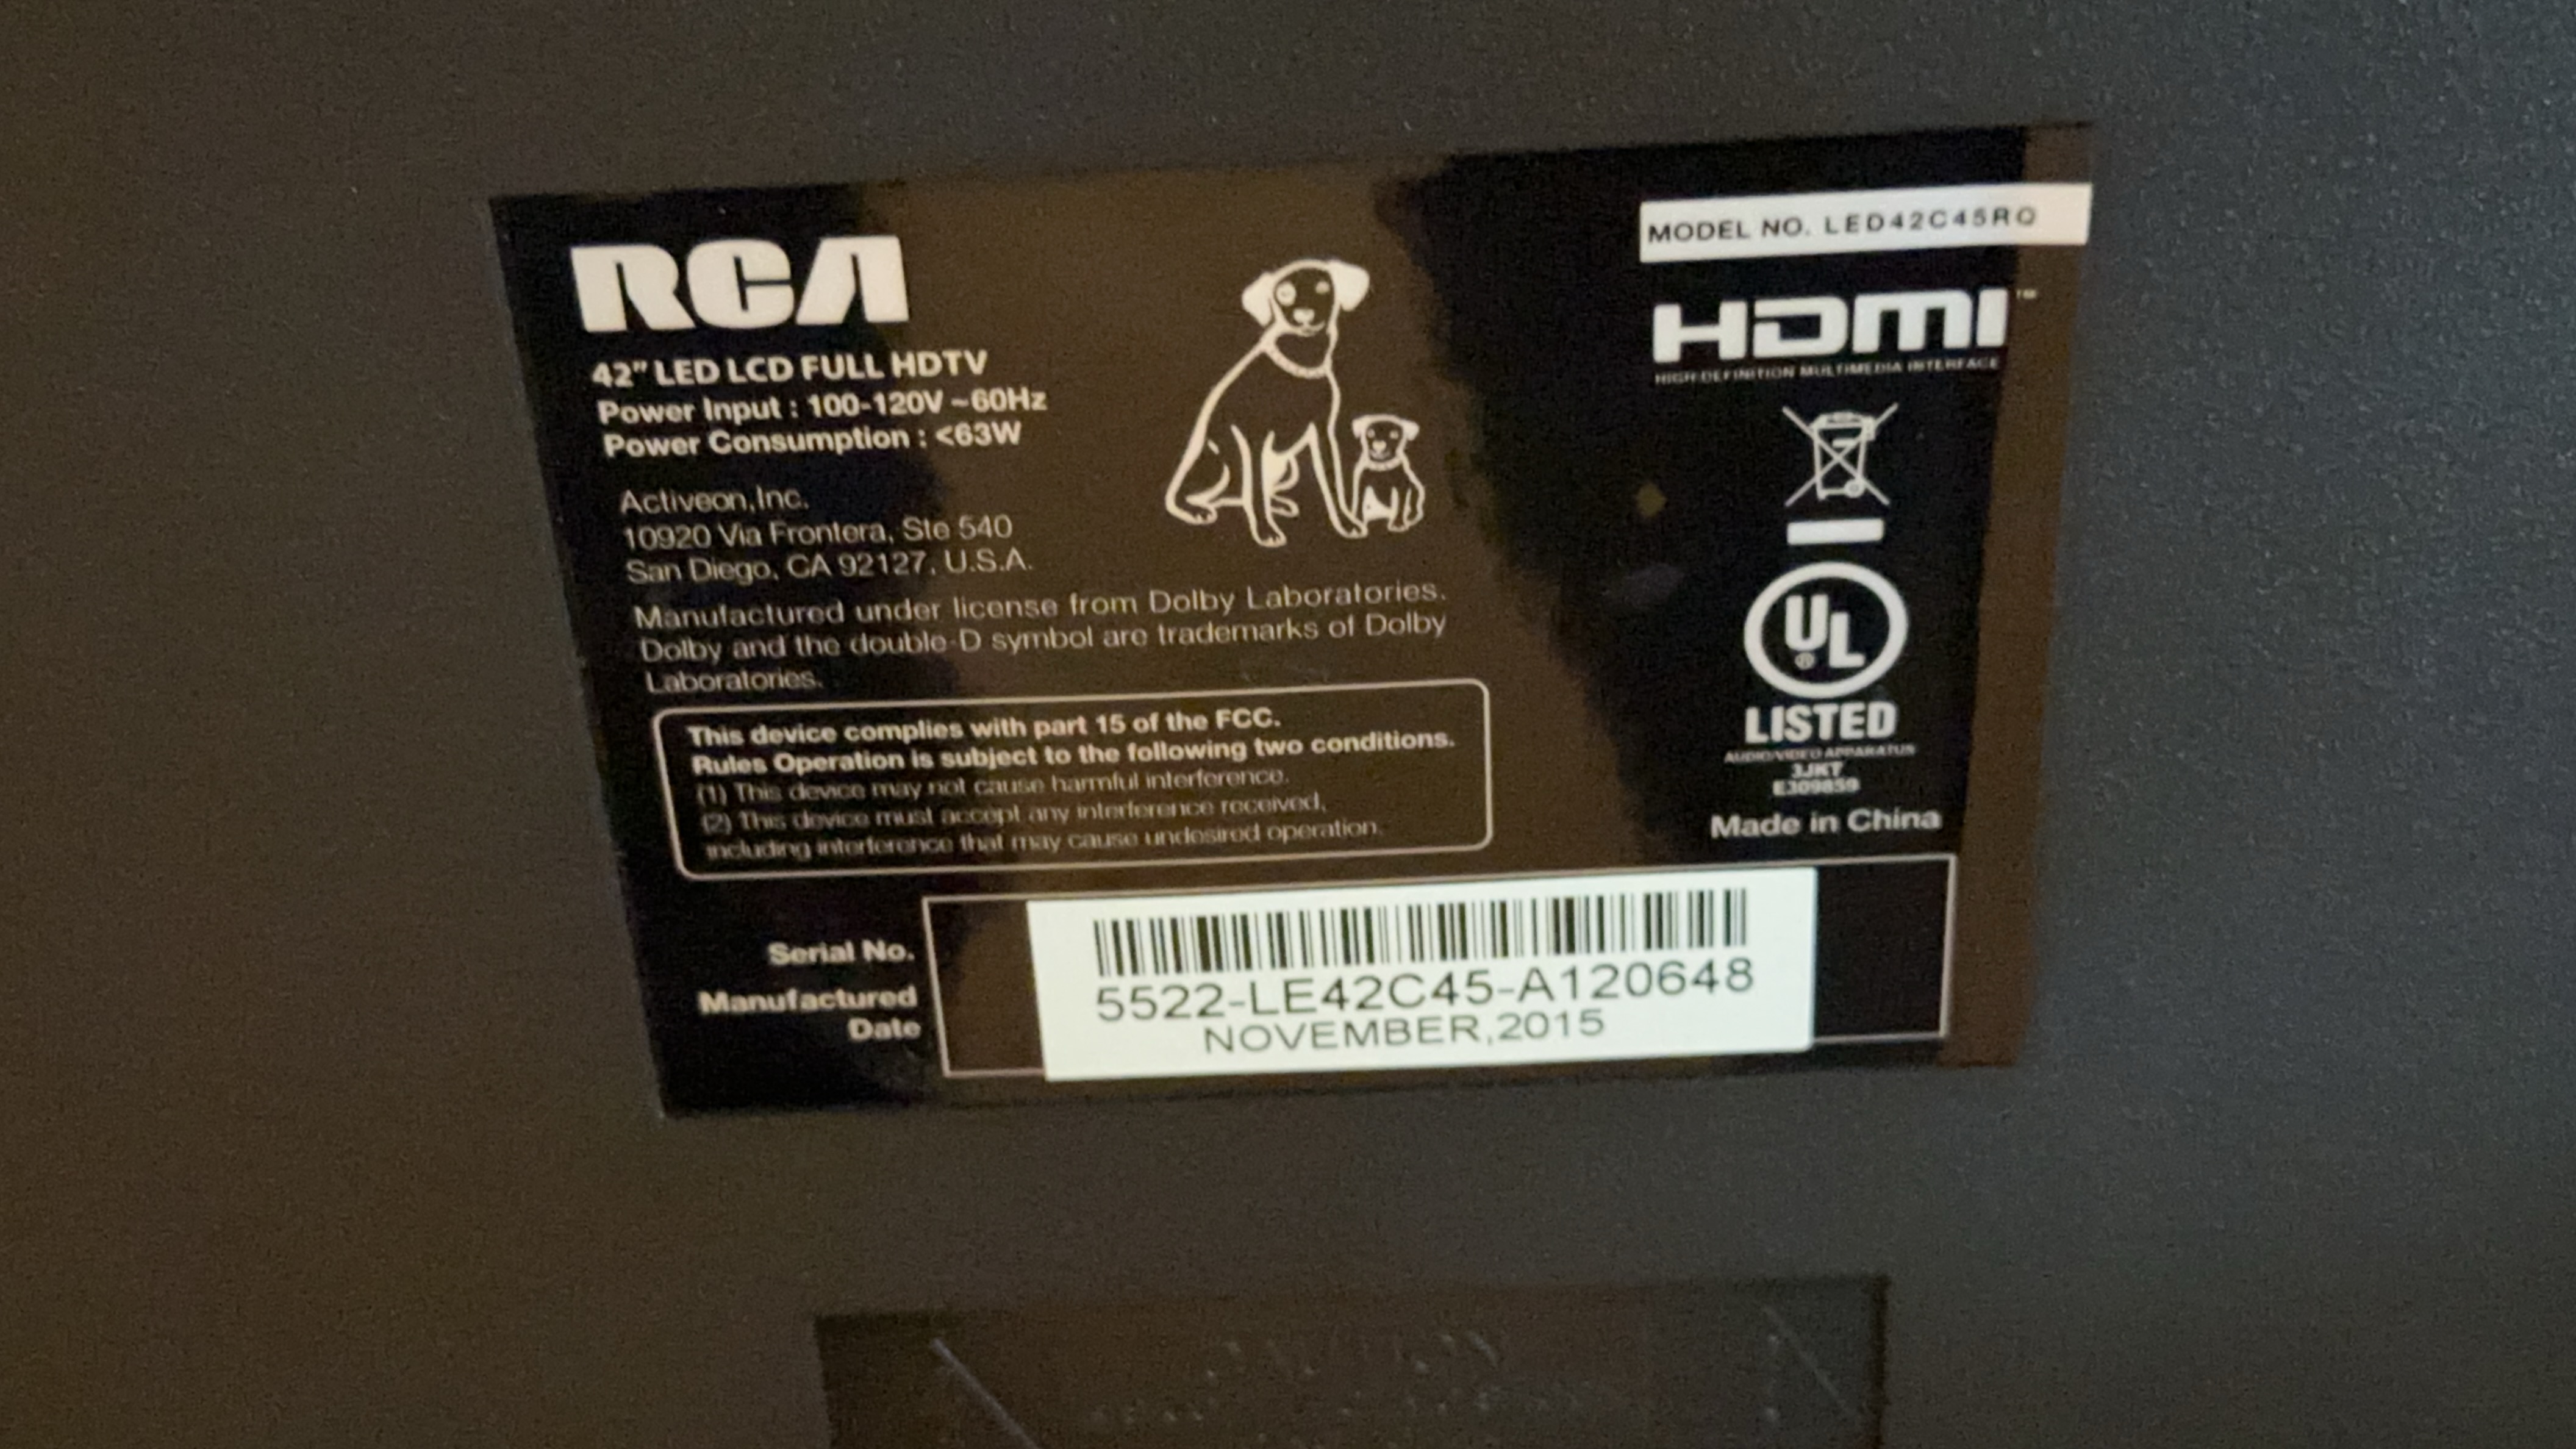 RCA
42" LED LCD FULL HDTV
Power Input : 100-120V ~60Hz
Power Consumption : <63W
Activeon,Inc.
10920 Via Frontera, Ste 540
San Diego, CA 92127, U.S.A.
Manufactured under license from Dolby Laboratories.
Dolby and the double-D symbol are trademarks of Dolby
Laboratories.
This device complies with part 15 of the FCC.
Rules Operation is subject to the following two conditions.
(1) This device may not cause harmful interference.
(2) This device must accept any interference received,
including interference that may cause undesired operation.
MODEL NO. LED42C45RQ
HDMI™
HIGH-DEFINITION MULTIMEDIA INTERFACE
UL®
LISTED
AUDIO/VIDEO APPARATUS
3JKT
E309859
Made in China
Serial No.
5522-LE42C45-A120648
Manufactured
Date
NOVEMBER,2015